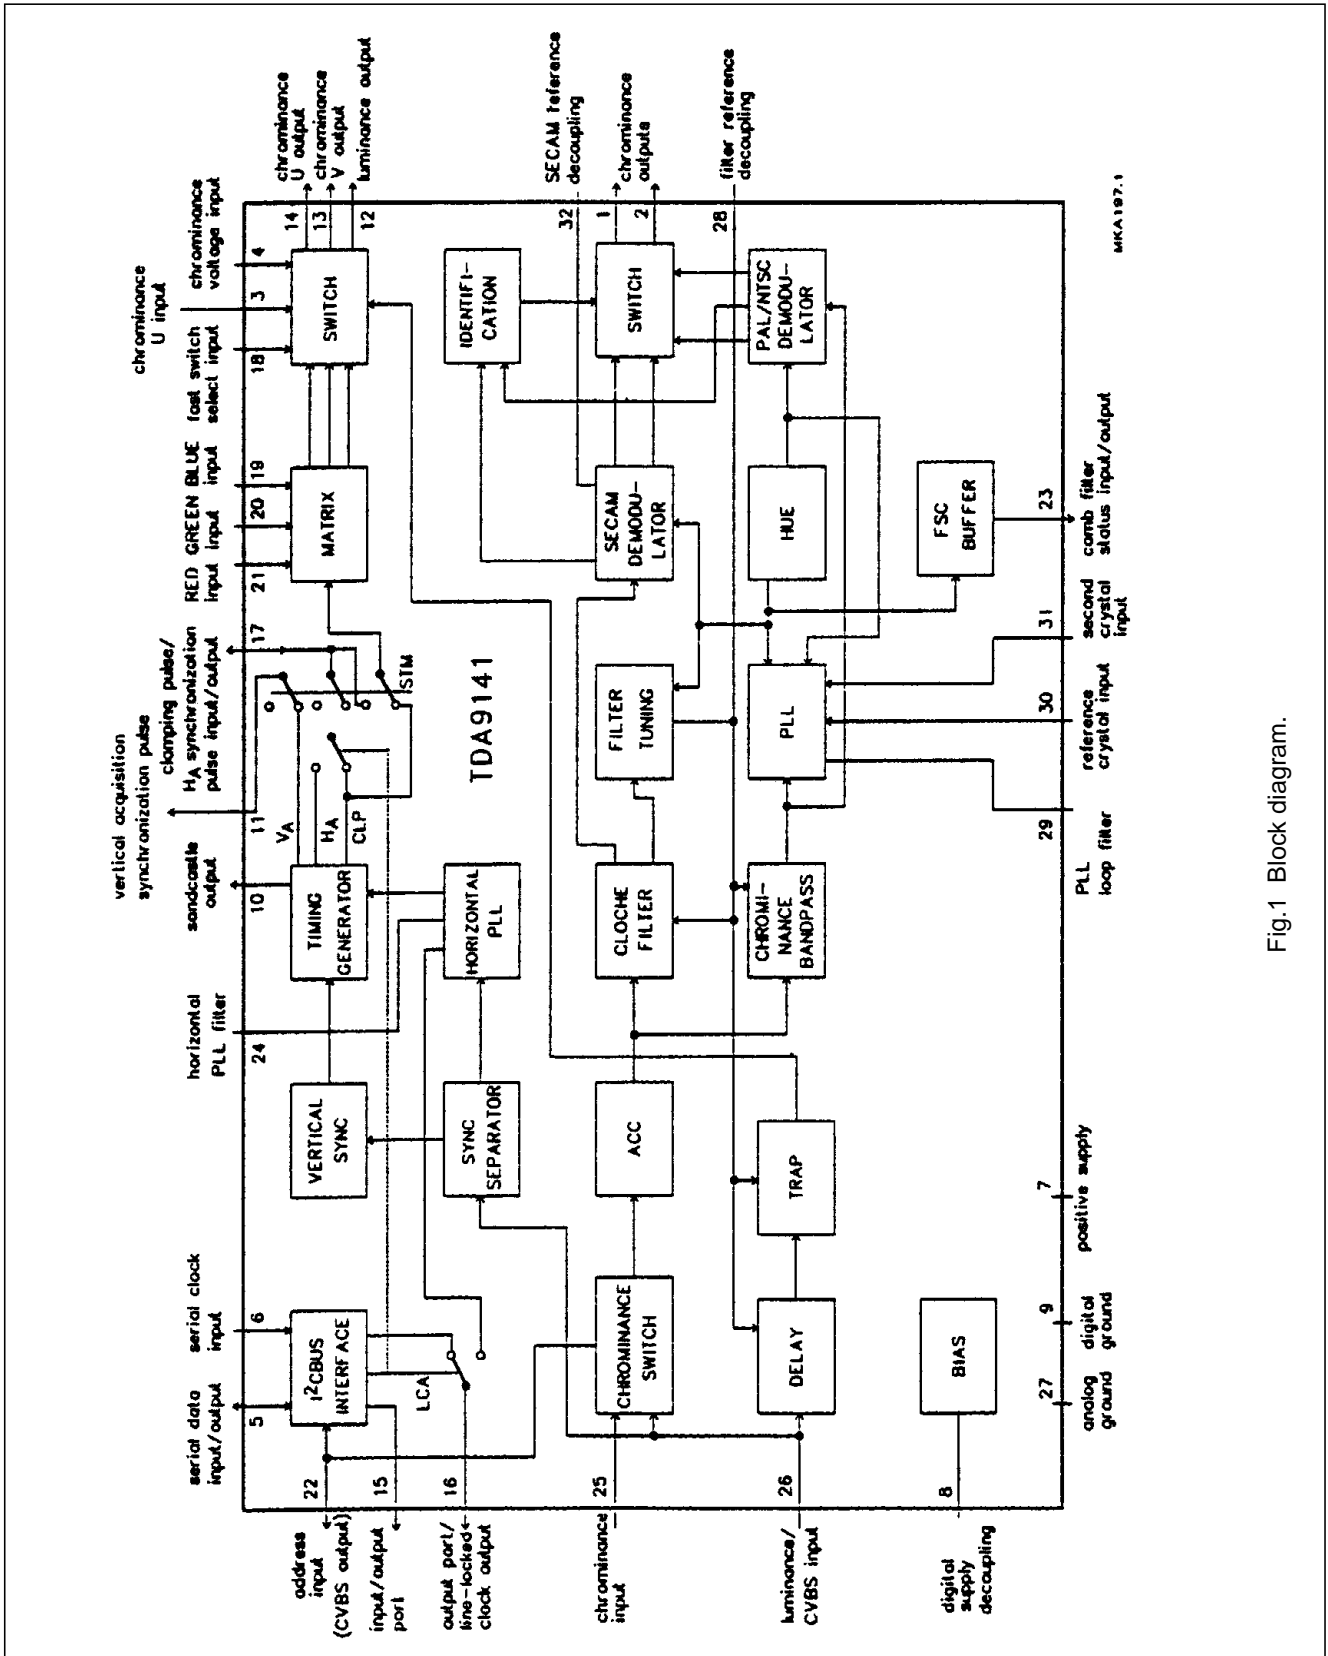 address
input
(CVBS output)
input/output
port
output port/
line-locked
clock output
chrominance
input
luminance/
CVBS input
digital
supply
decoupling
22
15
16
25
26
8
serial data
input/output
5
serial clock
input
6
I²CBUS
INTERFACE
LCA
CHROMINANCE
SWITCH
DELAY
BIAS
analog
ground
27
digital
ground
9
positive supply
7
VERTICAL
SYNC
SYNC
SEPARATOR
ACC
TRAP
horizontal
PLL filter
24
sandcastle
output
10
vertical acquisition
synchronization pulse
11
TIMING
GENERATOR
HORIZONTAL
PLL
CLOCHE
FILTER
CHROMI-
NANCE
BANDPASS
VA
HA
CLP
PLL
loop filter
29
clamping pulse/
HA synchronization
pulse input/output
17
STM
TDA9141
FILTER
TUNING
PLL
reference
crystal input
30
second
crystal
input
31
RED
input
21
GREEN
input
20
BLUE
input
19
MATRIX
SECAM
DEMODU-
LATOR
HUE
FSC
BUFFER
comb filter
status input/output
23
fast switch
select input
18
chrominance
U input
3
chrominance
voltage input
4
SWITCH
IDENTIFI-
CATION
SWITCH
PAL/NTSC
DEMODU-
LATOR
14
13
12
32
1
2
28
chrominance
U output
chrominance
V output
luminance output
SECAM reference
decoupling
chrominance
outputs
filter reference
decoupling
MKA197.1
Fig.1 Block diagram.